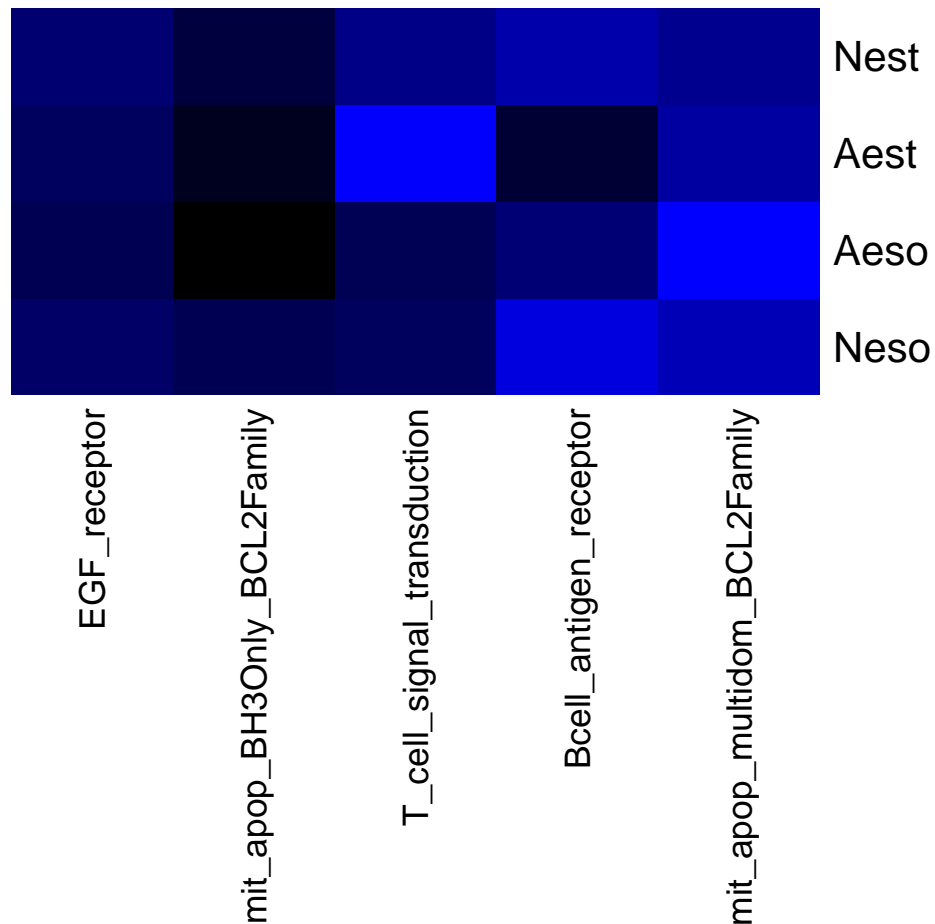 Nest
Aest
Aeso
Neso
EGF_receptor
mit_apop_BH3Only_BCL2Family
T_cell_signal_transduction
Bcell_antigen_receptor
mit_apop_multidom_BCL2Family